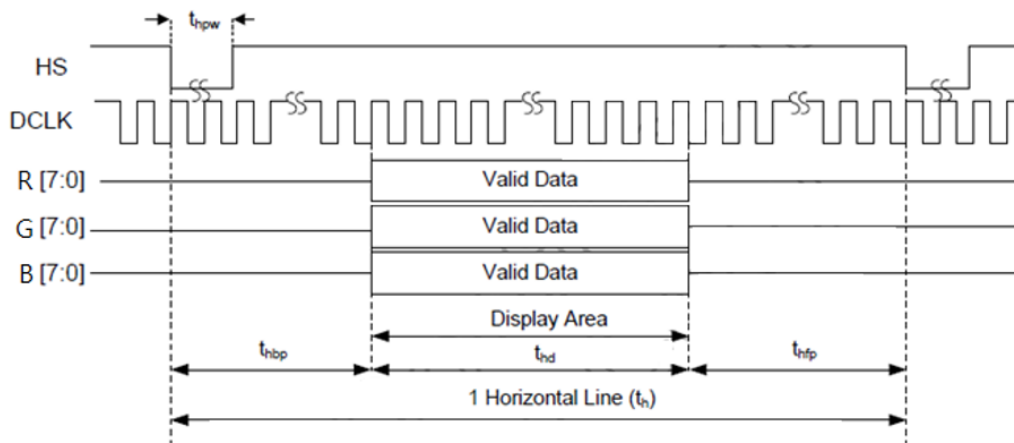 thpw
HS
DCLK
R [7:0]
Valid Data
G [7:0]
Valid Data
B [7:0]
Valid Data
Display Area
thbp
thd
thfp
1 Horizontal Line (th)